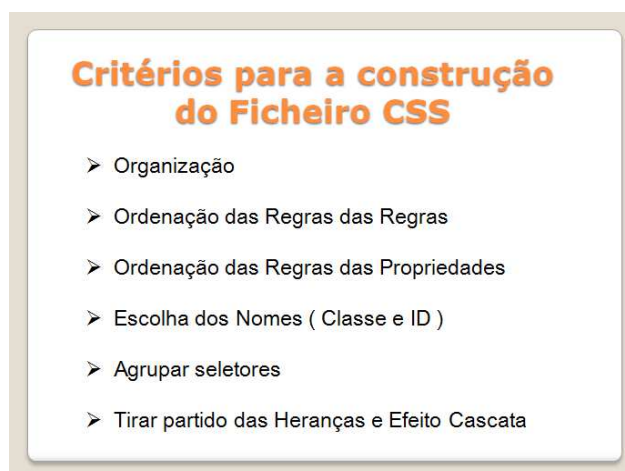 Critérios para a construção
do Ficheiro CSS
➢ Organização
➢ Ordenação das Regras das Regras
➢ Ordenação das Regras das Propriedades
➢ Escolha dos Nomes ( Classe e ID )
➢ Agrupar seletores
➢ Tirar partido das Heranças e Efeito Cascata